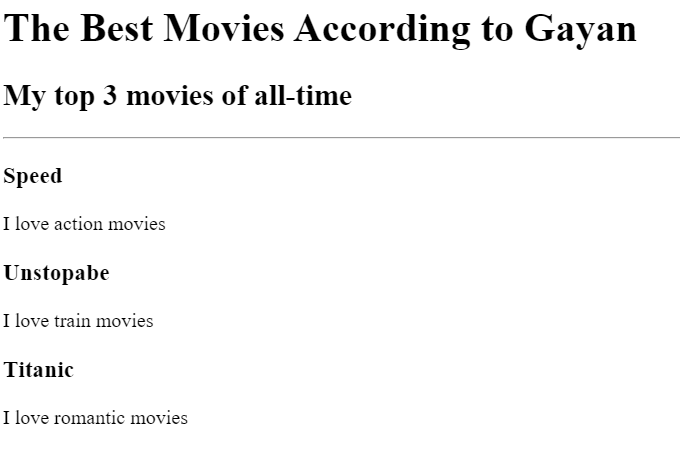 The Best Movies According to Gayan
My top 3 movies of all-time
Speed
I love action movies
Unstopabe
I love train movies
Titanic
I love romantic movies